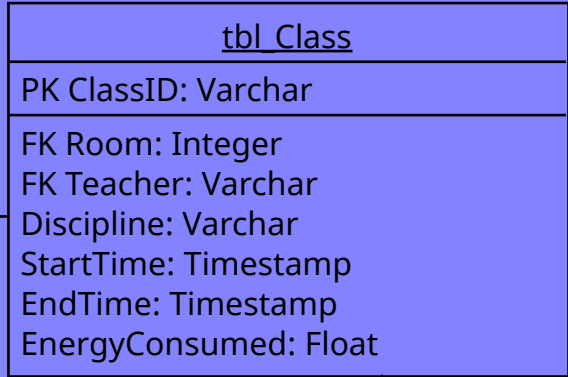 tbl_Class
PK ClassID: Varchar
FK Room: Integer
FK Teacher: Varchar
Discipline: Varchar
StartTime: Timestamp
EndTime: Timestamp
EnergyConsumed: Float